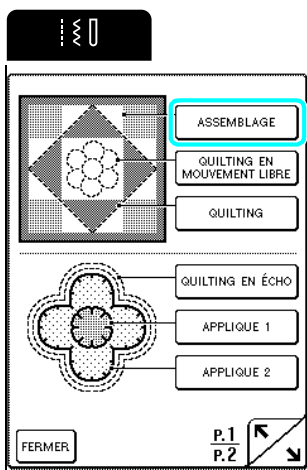 ASSEMBLAGE
QUILTING EN
MOUVEMENT LIBRE
QUILTING
QUILTING EN ÉCHO
APPLIQUE 1
APPLIQUE 2
FERMER
P.1
P.2